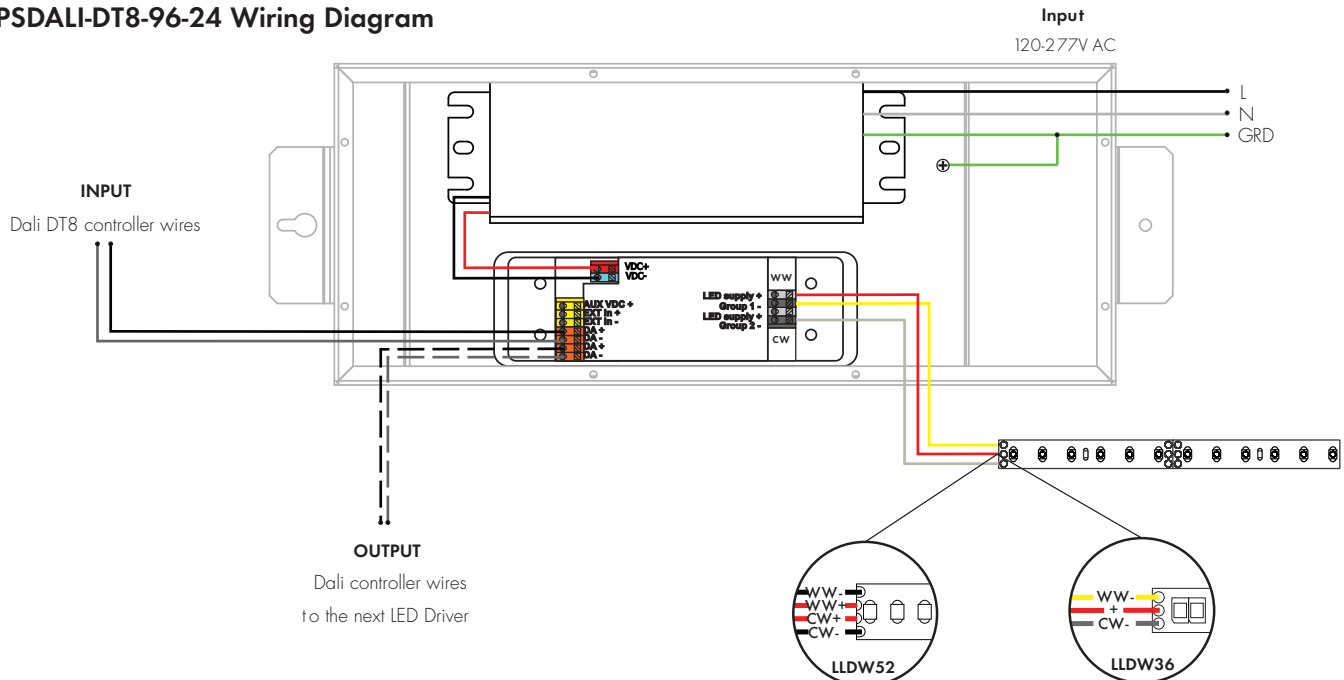 PSDALI-DT8-96-24 Wiring Diagram
Input
120-277V AC
L
N
GRD
INPUT
Dali DT8 controller wires
VDC+
VDC-
AUX VDC +
EXT In +
EXT In -
DA +
DA -
DA +
DA -
WW
LED supply +
Group 1 -
LED supply +
Group 2 -
CW
OUTPUT
Dali controller wires
to the next LED Driver
WW-
WW+
CW+
CW-
LLDW52
WW-
+
CW-
LLDW36